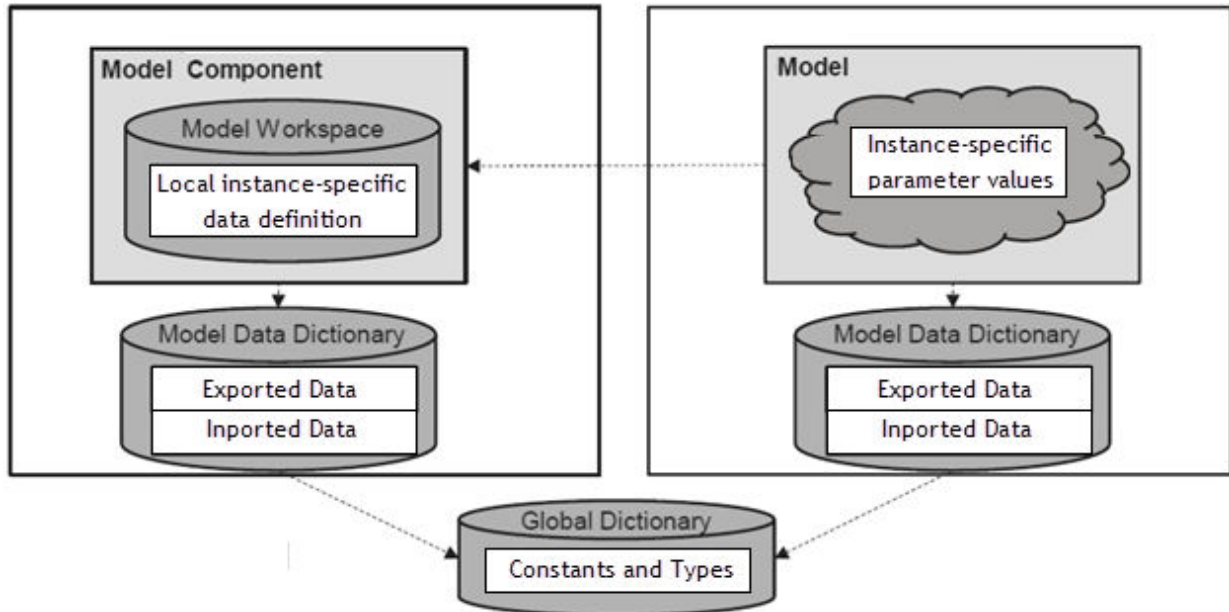 Model Component
Model Workspace
Local instance-specific
data definition
Model Data Dictionary
Exported Data
Inported Data
Model
Instance-specific
parameter values
Model Data Dictionary
Exported Data
Inported Data
Global Dictionary
Constants and Types